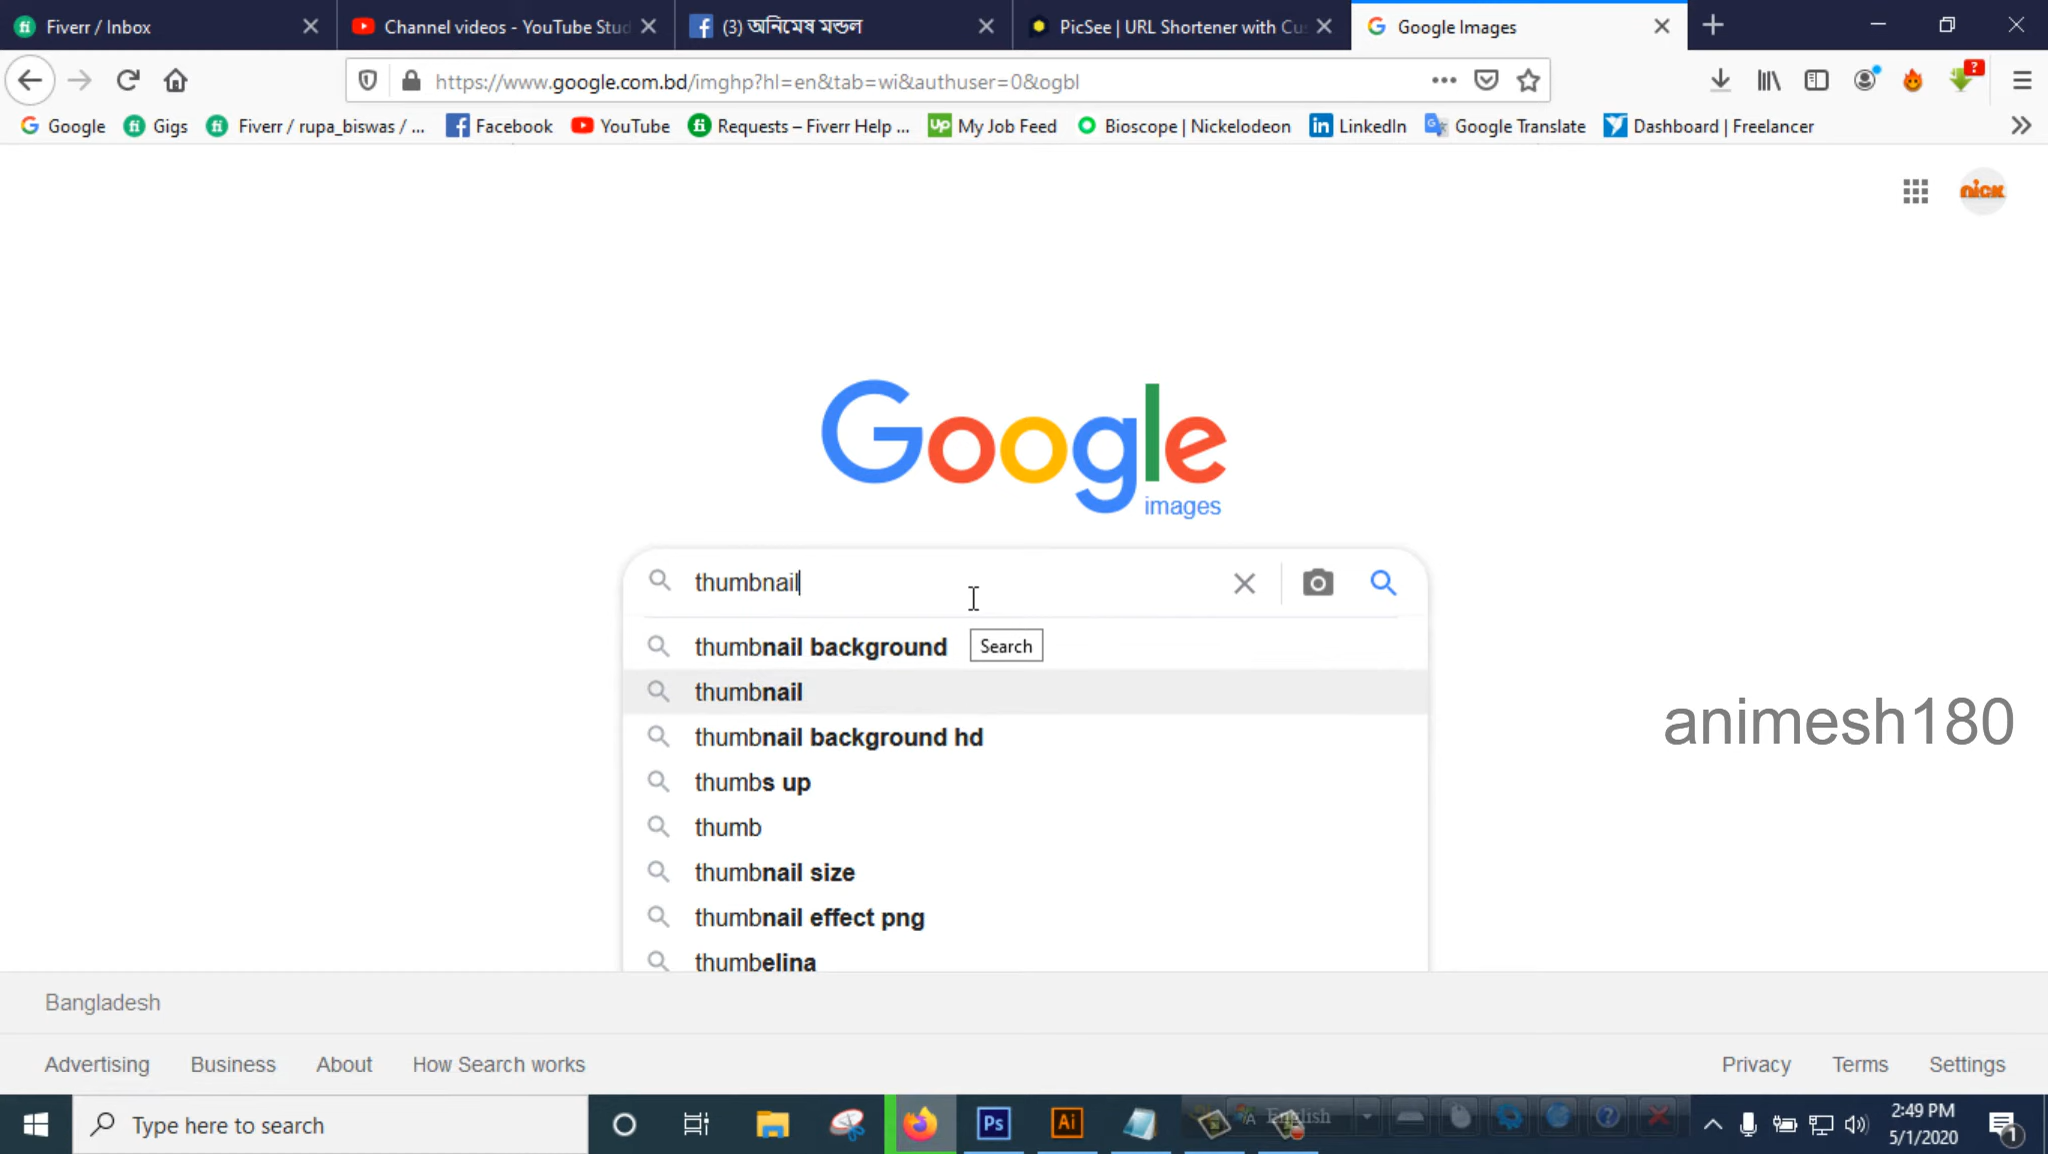 Fiverr / Inbox
Channel videos - YouTube Stud
(3) অনিমেষ মন্ডল
PicSee | URL Shortener with Cu
Google Images
https://www.google.com.bd/imghp?hl=en&tab=wi&authuser=0&ogbl
Google
Gigs
Fiverr / rupa_biswas / ...
Facebook
YouTube
Requests – Fiverr Help ...
My Job Feed
Bioscope | Nickelodeon
LinkedIn
Google Translate
Dashboard | Freelancer
nick
Google
images
thumbnail
thumbnail background
Search
thumbnail
thumbnail background hd
thumbs up
thumb
thumbnail size
thumbnail effect png
thumbelina
animesh180
Bangladesh
Advertising
Business
About
How Search works
Privacy
Terms
Settings
Type here to search
Ps
Ai
English
2:49 PM
5/1/2020
1